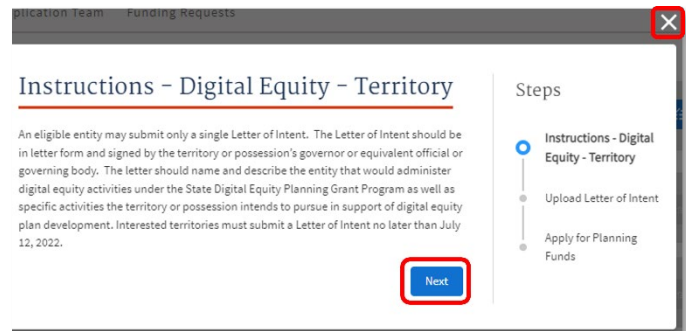 plication Team Funding Requests
Instructions - Digital Equity - Territory
An eligible entity may submit only a single Letter of Intent. The Letter of Intent should be
in letter form and signed by the territory or possession's governor or equivalent official or
governing body. The letter should name and describe the entity that would administer
digital equity activities under the State Digital Equity Planning Grant Program as well as
specific activities the territory or possession intends to pursue in support of digital equity
plan development. Interested territories must submit a Letter of Intent no later than July
12, 2022.
Next
Steps
Instructions - Digital
Equity - Territory
Upload Letter of Intent
Apply for Planning
Funds